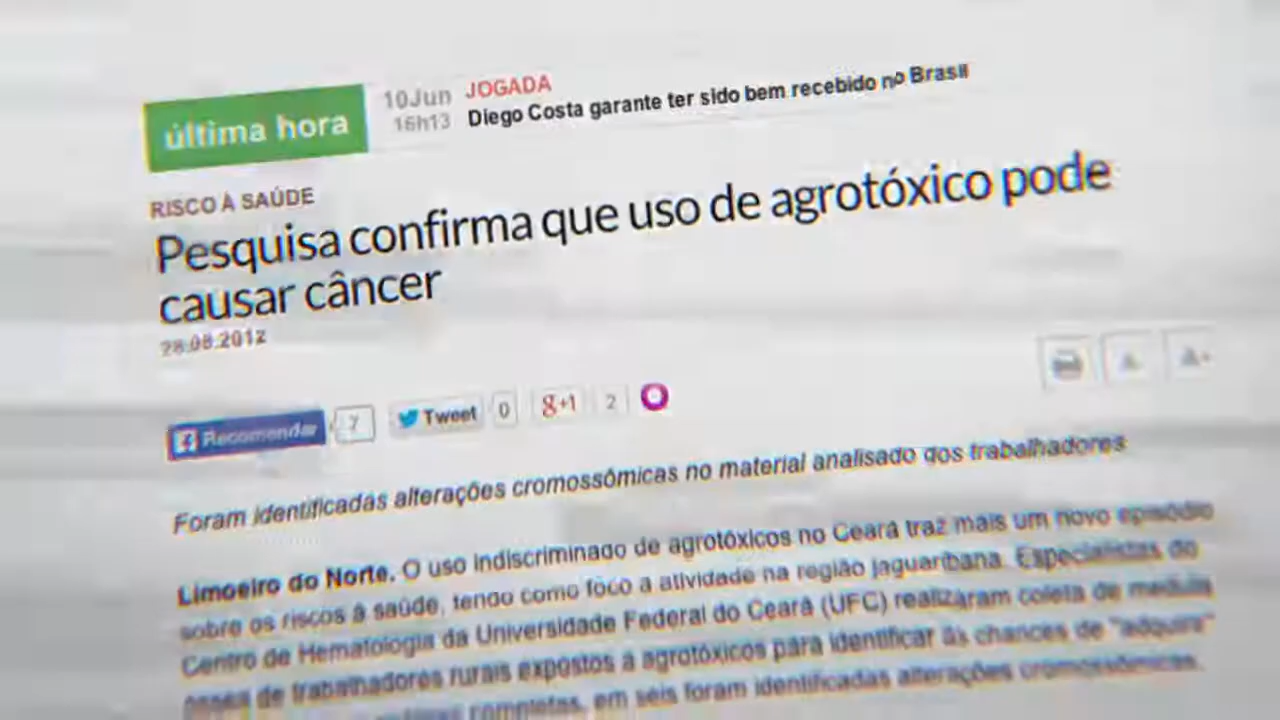 última hora
10Jun
16h13
JOGADA
Diego Costa garante ter sido bem recebido no Brasil
RISCO À SAÚDE
Pesquisa confirma que uso de agrotóxico pode
causar câncer
28.08.2012
Recomendar
7
Tweet
0
g+1
2
A
A+
Foram identificadas alterações cromossômicas no material analisado dos trabalhadores
Limoeiro do Norte. O uso indiscriminado de agrotóxicos no Ceará traz mais um novo episódio
sobre os riscos à saúde, tendo como foco a atividade na região jaguaribana. Especialistas do
Centro de Hematologia da Universidade Federal do Ceará (UFC) realizaram coleta de medula
óssea de trabalhadores rurais expostos a agrotóxicos para identificar as chances de "adquirir"
completas, em seis foram identificadas alterações cromossômicas.